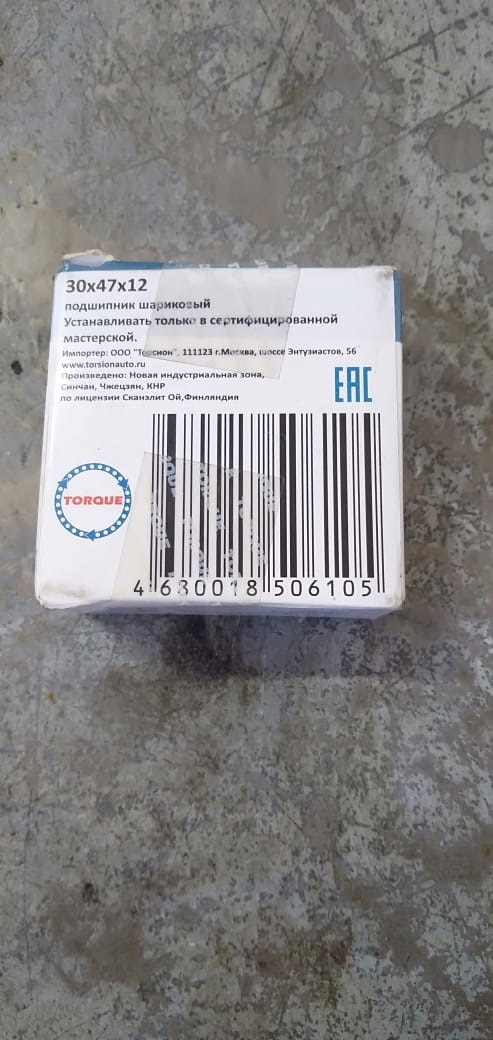 30x47x12
подшипник шариковый
Устанавливать только в сертифицированной
мастерской.
Импортер: ООО "Торсион", 111123 г.Москва, шоссе Энтузиастов, 56
www.torsionauto.ru
Произведено: Новая индустриальная зона,
Синчан, Чжецзян, КНР
по лицензии Сканэлит Ой,Финляндия
EAC
TORQUE
4 680018 506105